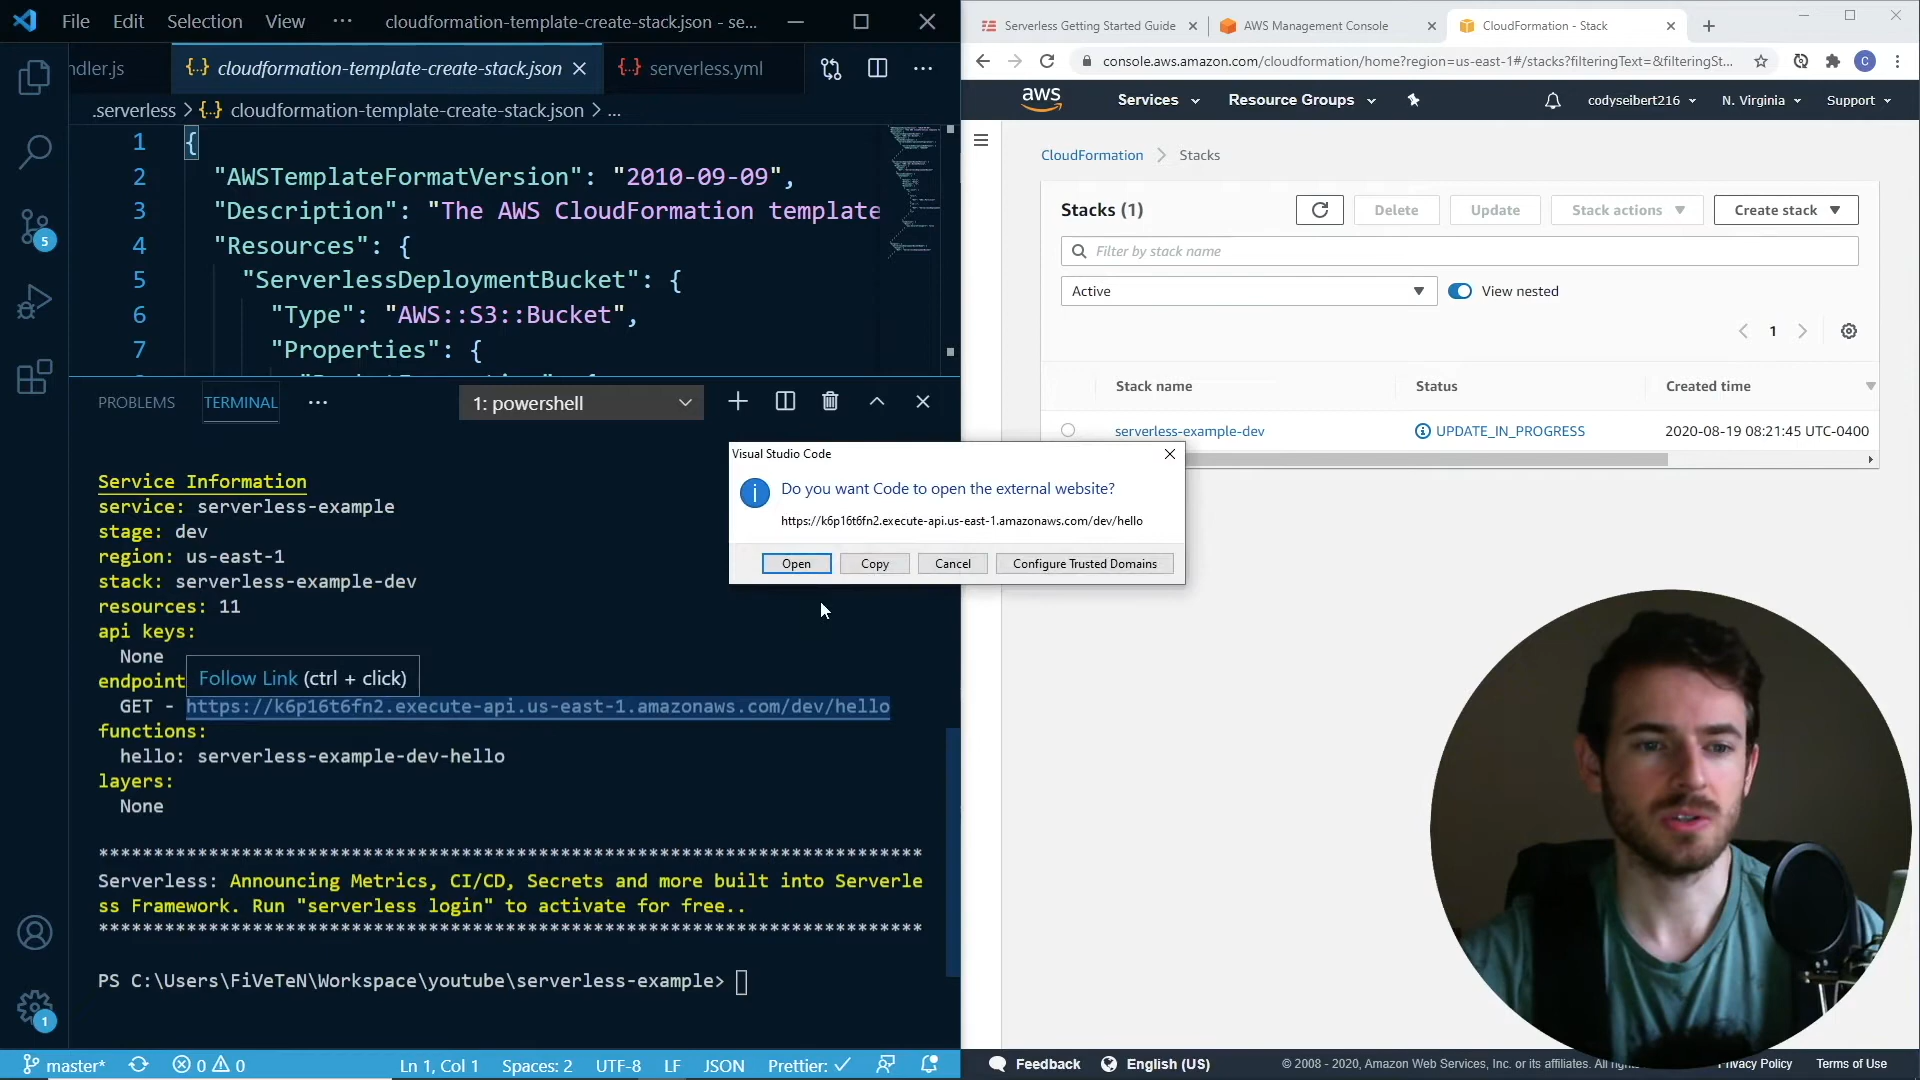 File Edit Selection View ··· cloudformation-template-create-stack.json - se...
ndler.js
{..} cloudformation-template-create-stack.json
{..} serverless.yml
.serverless > {..} cloudformation-template-create-stack.json > ...
1 {
2 "AWSTemplateFormatVersion": "2010-09-09",
3 "Description": "The AWS CloudFormation template
4 "Resources": {
5 "ServerlessDeploymentBucket": {
6 "Type": "AWS::S3::Bucket",
7 "Properties": {
5
PROBLEMS TERMINAL ··· 1: powershell
Service Information
service: serverless-example
stage: dev
region: us-east-1
stack: serverless-example-dev
resources: 11
api keys:
None
endpoint
Follow Link (ctrl + click)
GET - https://k6p16t6fn2.execute-api.us-east-1.amazonaws.com/dev/hello
functions:
hello: serverless-example-dev-hello
layers:
None
***************************************************************************
Serverless: Announcing Metrics, CI/CD, Secrets and more built into Serverle
ss Framework. Run "serverless login" to activate for free..
***************************************************************************
PS C:\Users\FiVeTeN\Workspace\youtube\serverless-example>
1
master* 0 0 Ln 1, Col 1 Spaces: 2 UTF-8 LF JSON Prettier: ✓
Visual Studio Code
Do you want Code to open the external website?
https://k6p16t6fn2.execute-api.us-east-1.amazonaws.com/dev/hello
Open Copy Cancel Configure Trusted Domains
Serverless Getting Started Guide
AWS Management Console
CloudFormation - Stack
console.aws.amazon.com/cloudformation/home?region=us-east-1#/stacks?filteringText=&filteringSt...
C
aws Services Resource Groups codyseibert216 N. Virginia Support
CloudFormation > Stacks
Stacks (1) Delete Update Stack actions Create stack
Filter by stack name
Active View nested
1
Stack name Status Created time
serverless-example-dev UPDATE_IN_PROGRESS 2020-08-19 08:21:45 UTC-0400
Feedback English (US) © 2008 - 2020, Amazon Web Services, Inc. or its affiliates. All Privacy Policy Terms of Use